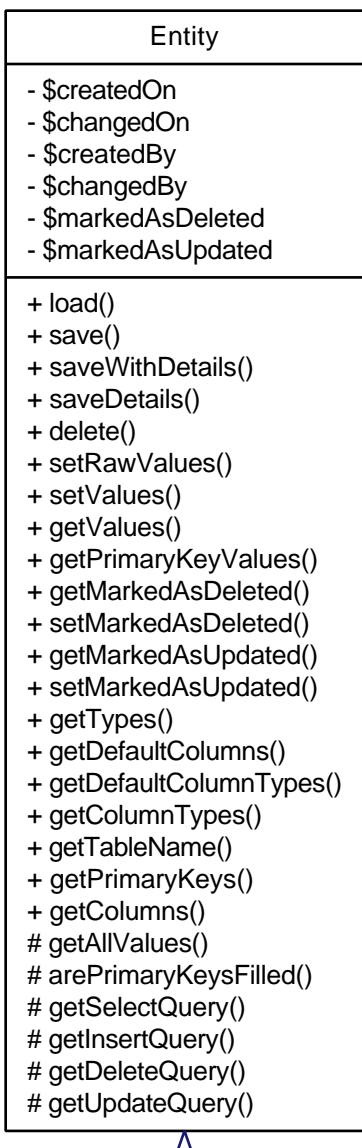 Entity
- $createdOn
- $changedOn
- $createdBy
- $changedBy
- $markedAsDeleted
- $markedAsUpdated
+ load()
+ save()
+ saveWithDetails()
+ saveDetails()
+ delete()
+ setRawValues()
+ setValues()
+ getValues()
+ getPrimaryKeyValues()
+ getMarkedAsDeleted()
+ setMarkedAsDeleted()
+ getMarkedAsUpdated()
+ setMarkedAsUpdated()
+ getTypes()
+ getDefaultColumns()
+ getDefaultColumnTypes()
+ getColumnTypes()
+ getTableName()
+ getPrimaryKeys()
+ getColumns()
# getAllValues()
# arePrimaryKeysFilled()
# getSelectQuery()
# getInsertQuery()
# getDeleteQuery()
# getUpdateQuery()